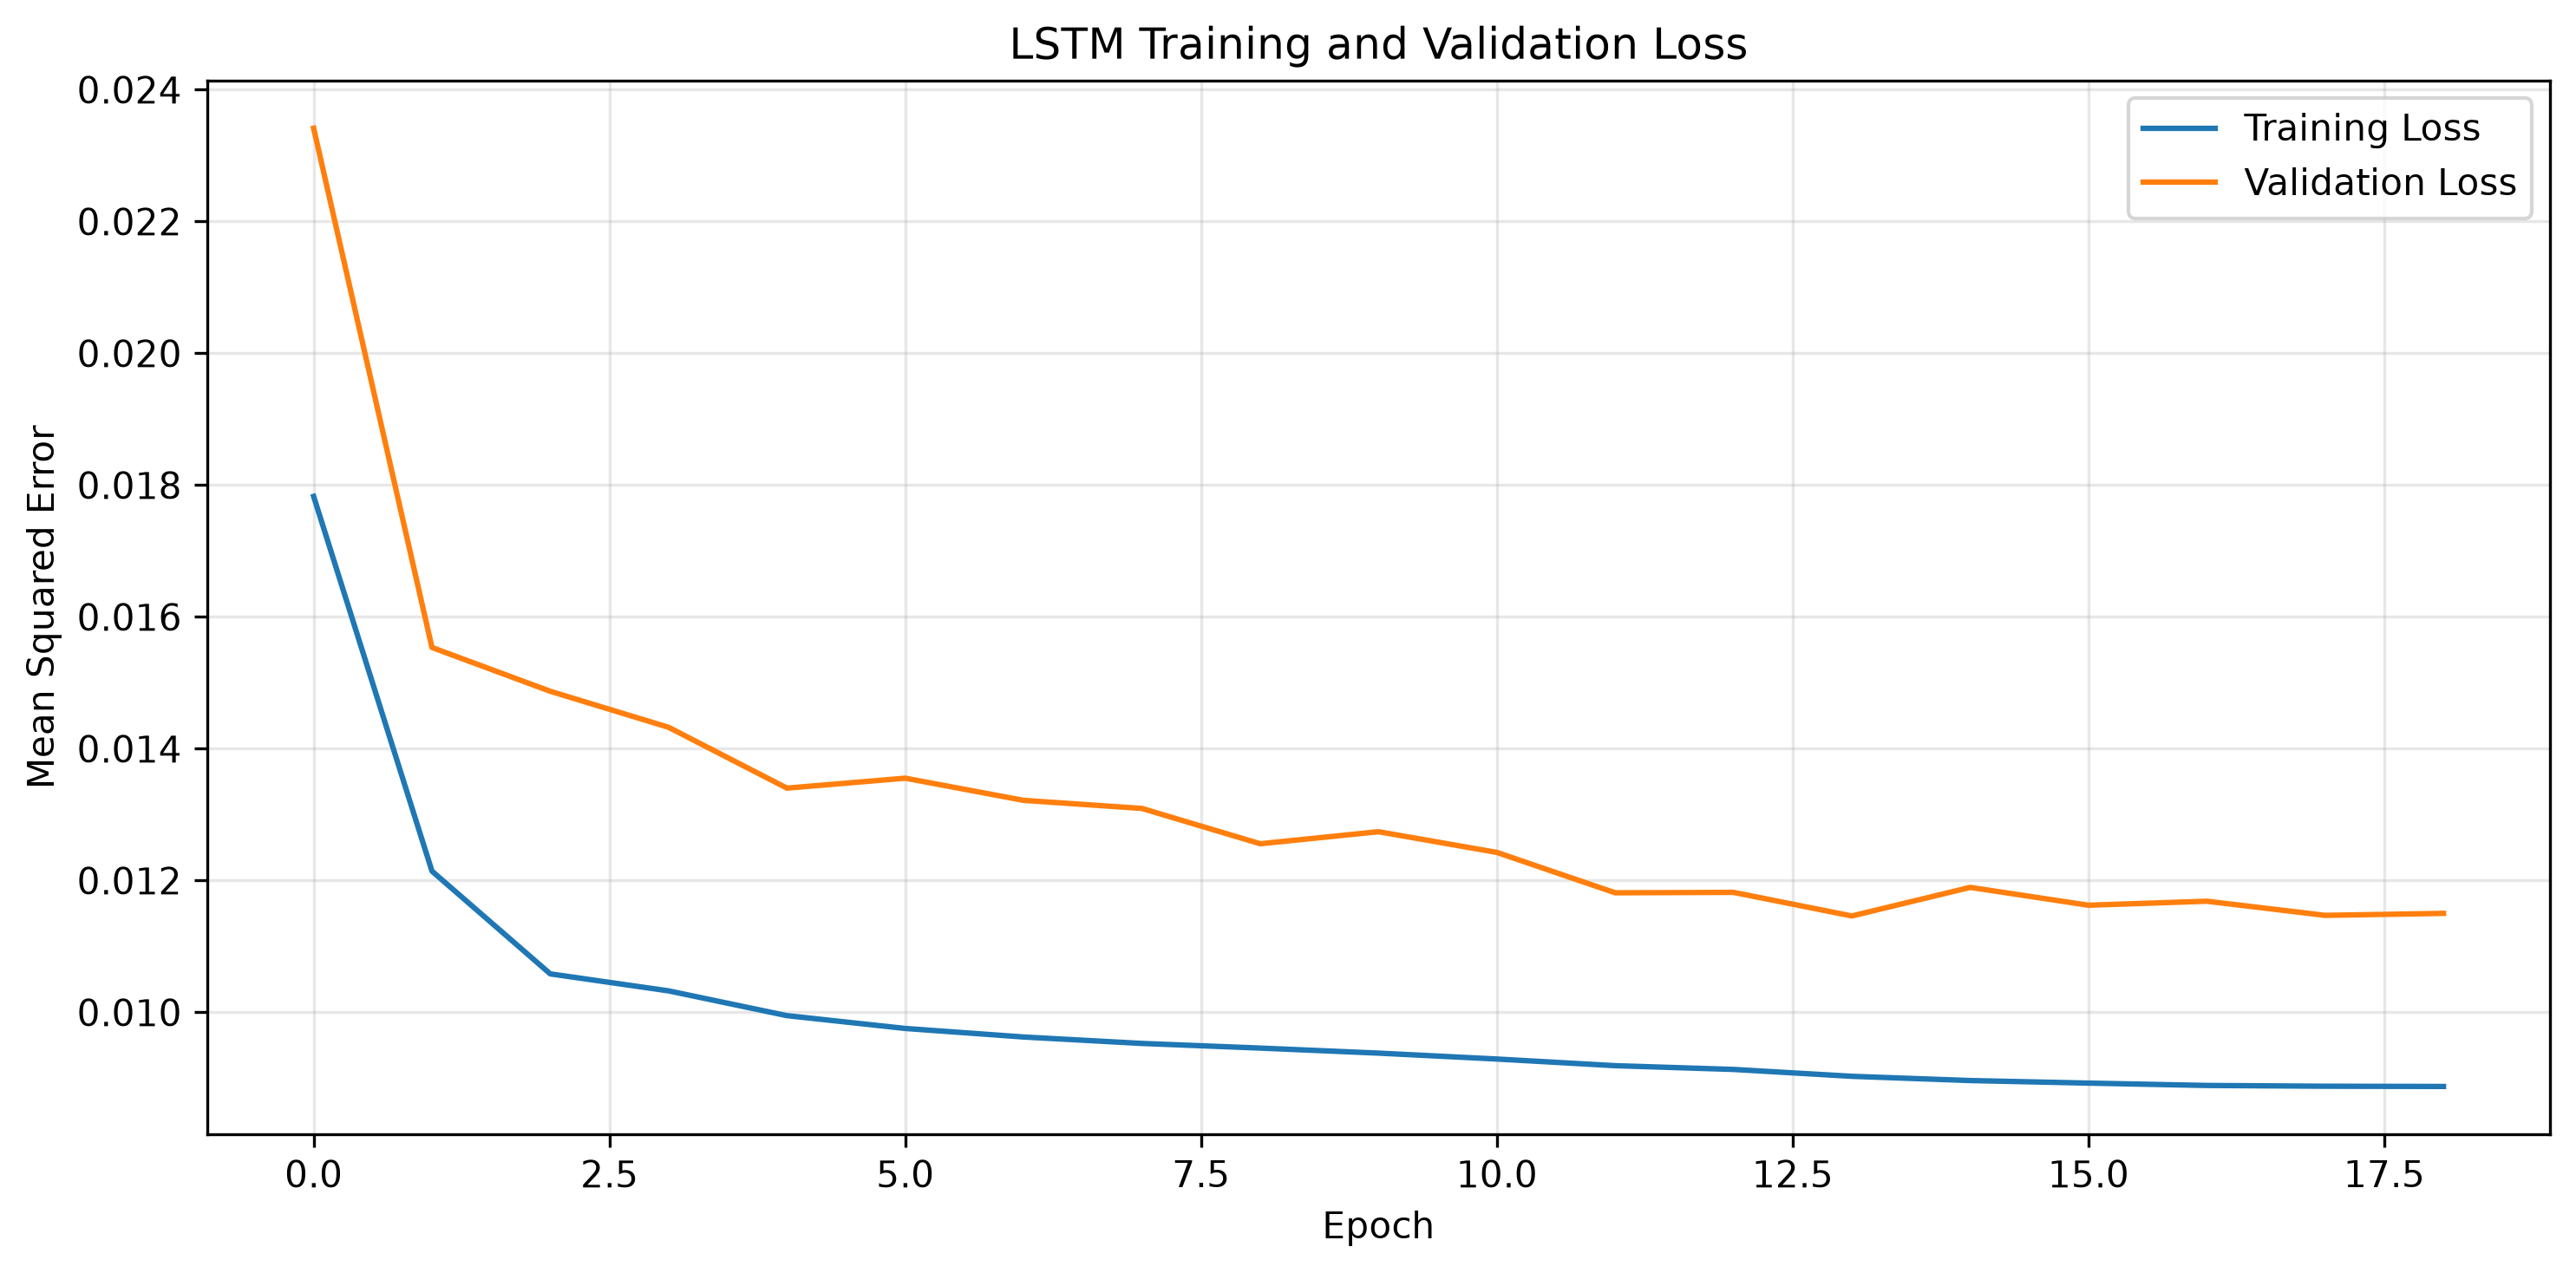 LSTM Training and Validation Loss
0.024
0.022
0.020
0.018
0.016
0.014
0.012
0.010
Mean Squared Error
Training Loss
Validation Loss
0.0 2.5 5.0 7.5 10.0 12.5 15.0 17.5
Epoch